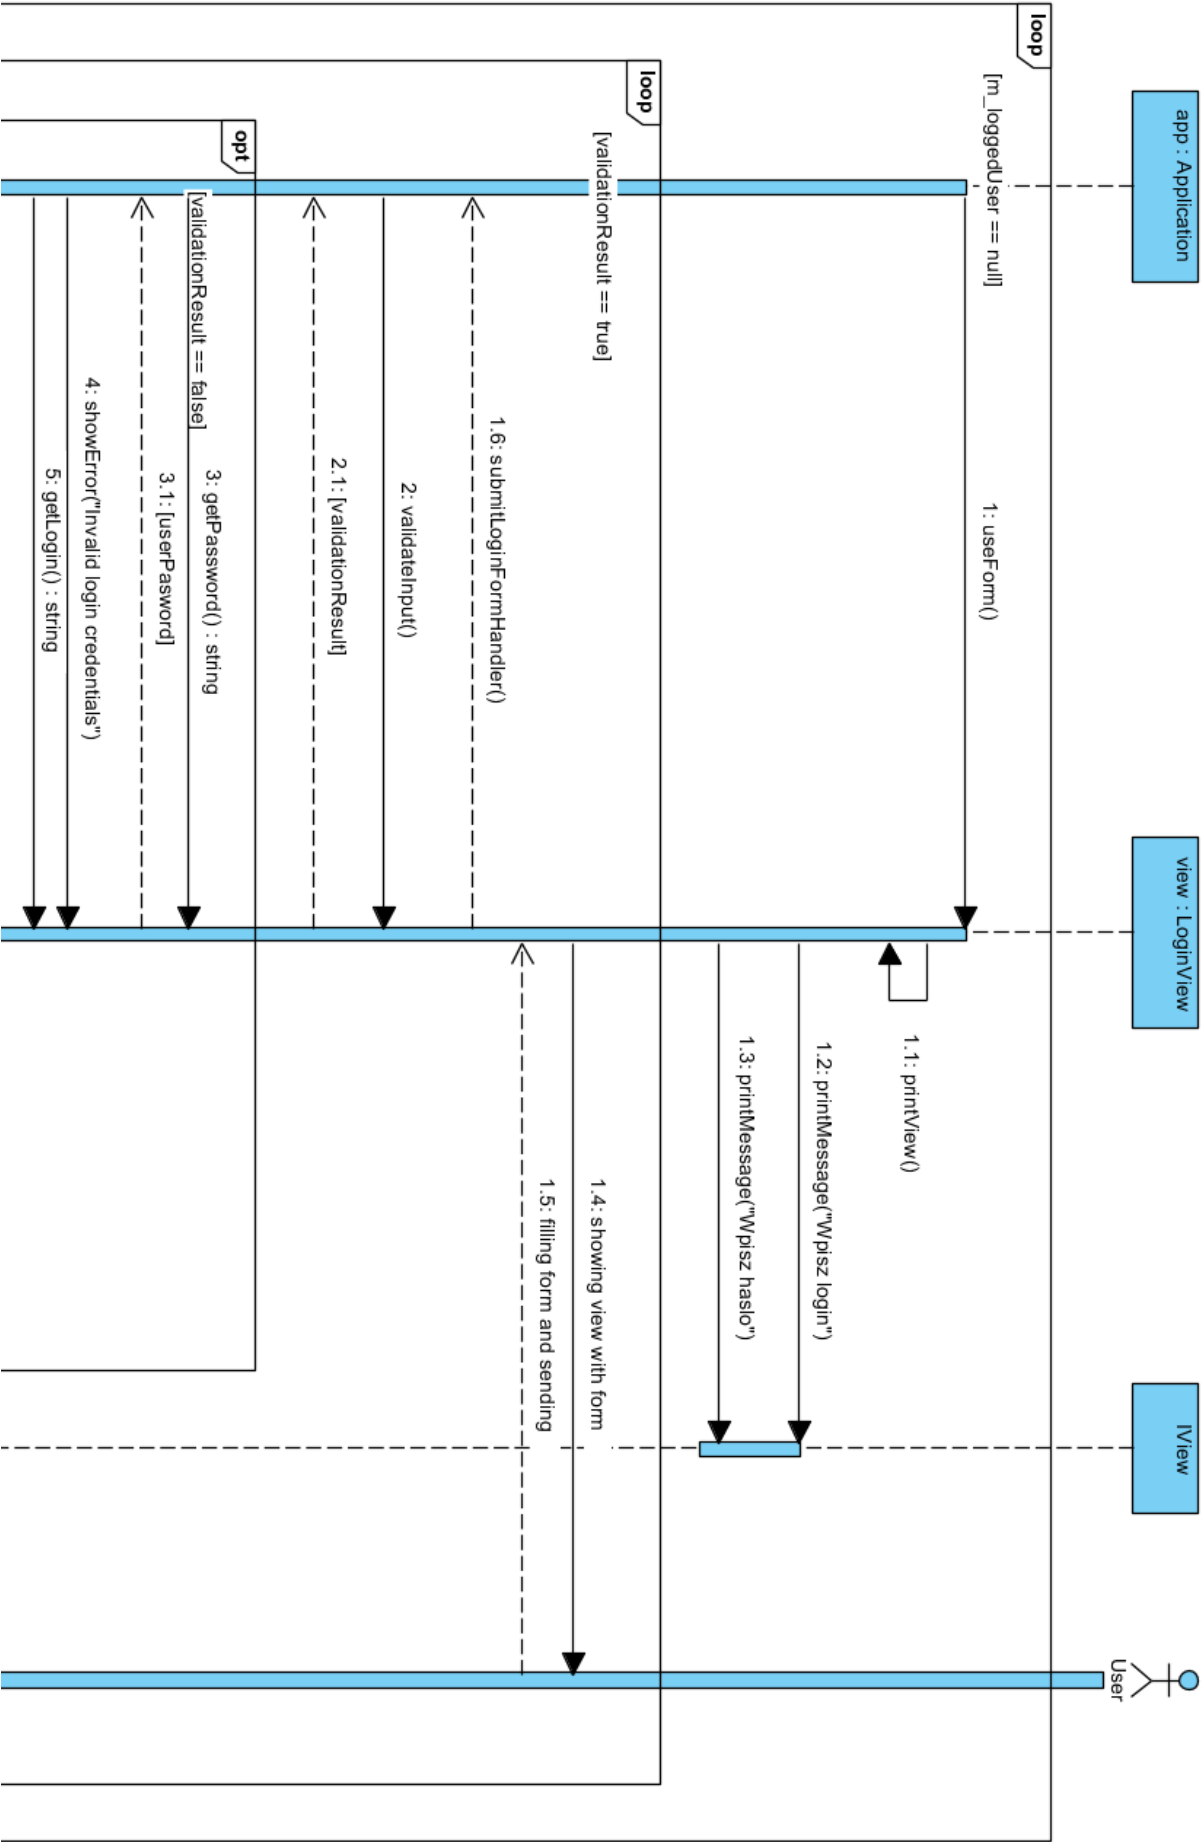 app : Application
view : LoginView
IView
User
loop
[m_loggedUser == null]
1: useForm()
1.1: printView()
1.2: printMessage("Wpisz login")
1.3: printMessage("Wpisz haslo")
loop
[validationResult == true]
1.4: showing view with form
1.5: filling form and sending
1.6: submitLoginFormHandler()
2: validateInput()
2.1: [validationResult]
opt
[validationResult == false]
3: getPassword() : string
3.1: [userPasword]
4: showError("Invalid login credentials")
5: getLogin() : string